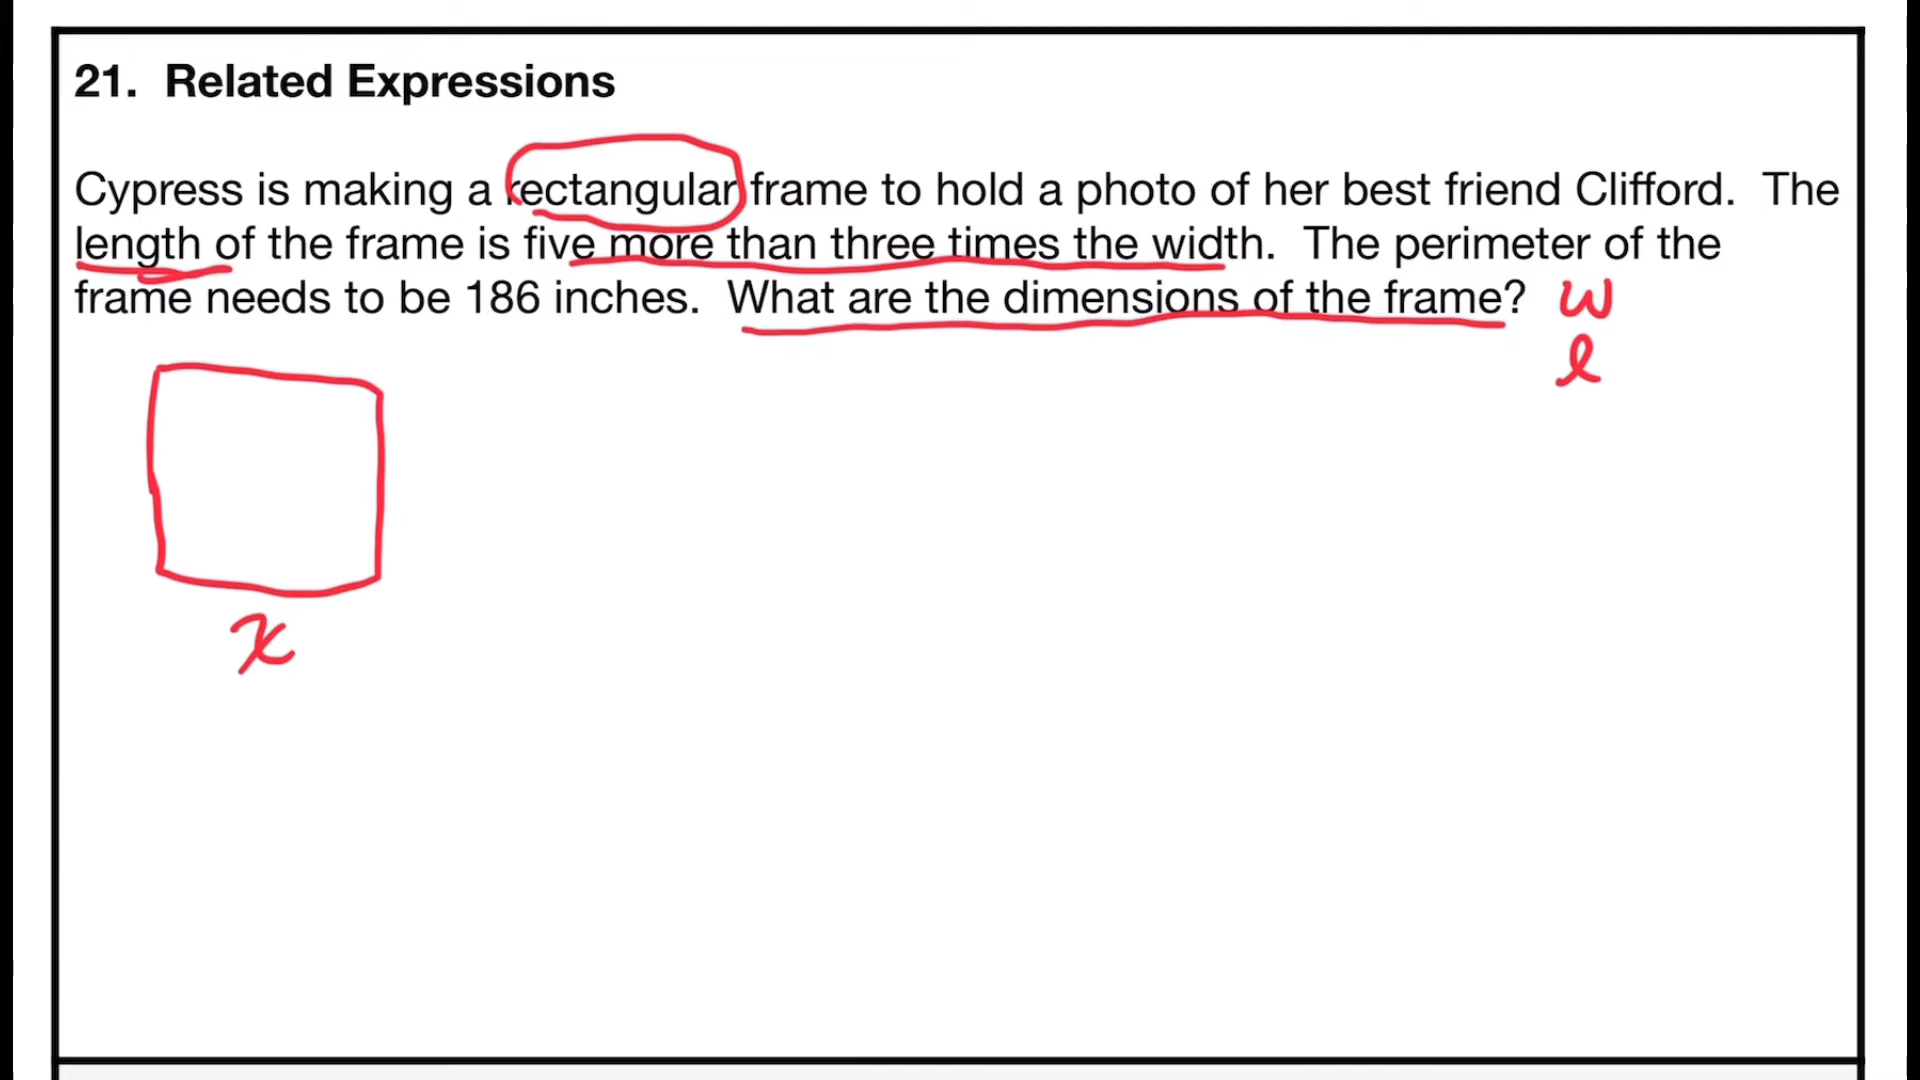 21. Related Expressions
Cypress is making a rectangular frame to hold a photo of her best friend Clifford. The
length of the frame is five more than three times the width. The perimeter of the
frame needs to be 186 inches. What are the dimensions of the frame? w
l
x